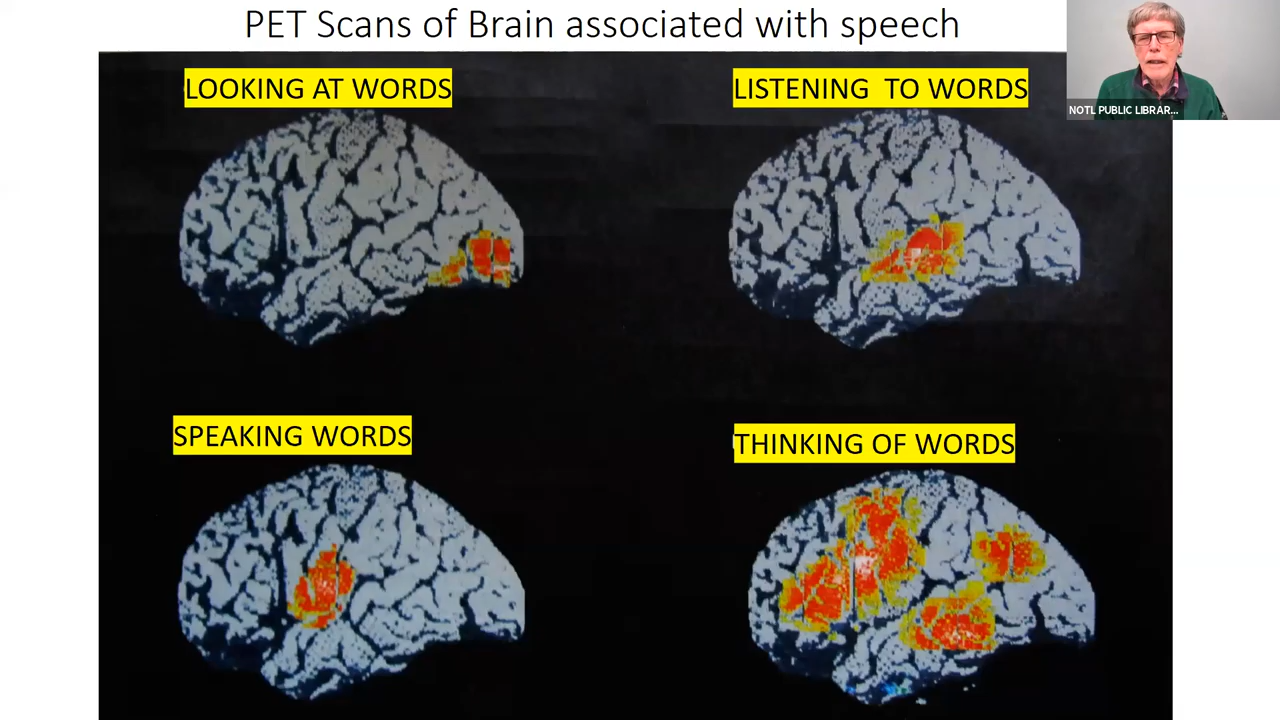 PET Scans of Brain associated with speech
NOTL PUBLIC LIBRAR...
LOOKING AT WORDS
LISTENING TO WORDS
SPEAKING WORDS
THINKING OF WORDS